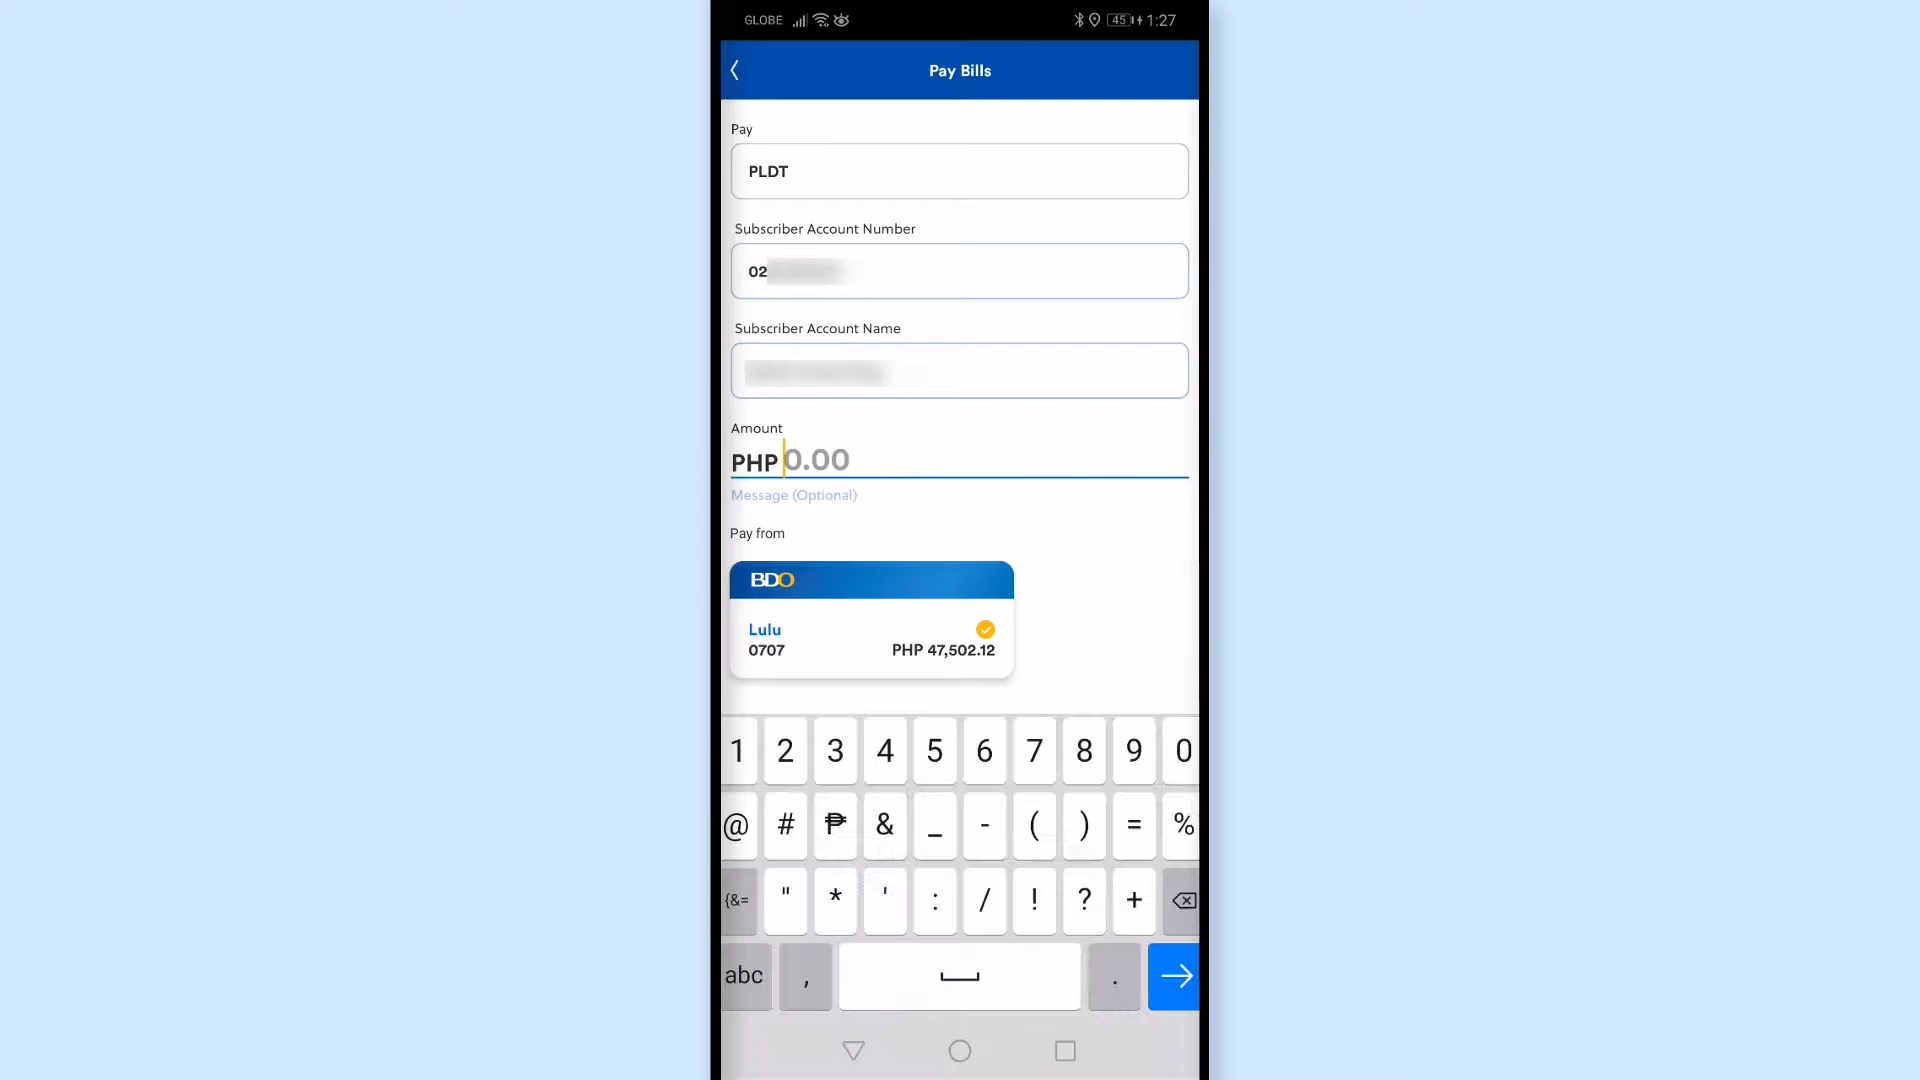 GLOBE 45 1:27
Pay Bills
Pay
PLDT
Subscriber Account Number
02
Subscriber Account Name
Amount
PHP 0.00
Message (Optional)
Pay from
BDO
Lulu
0707 PHP 47,502.12
1 2 3 4 5 6 7 8 9 0
@ # ₱ & _ - ( ) = %
{&= " * ' : / ! ? +
abc , .